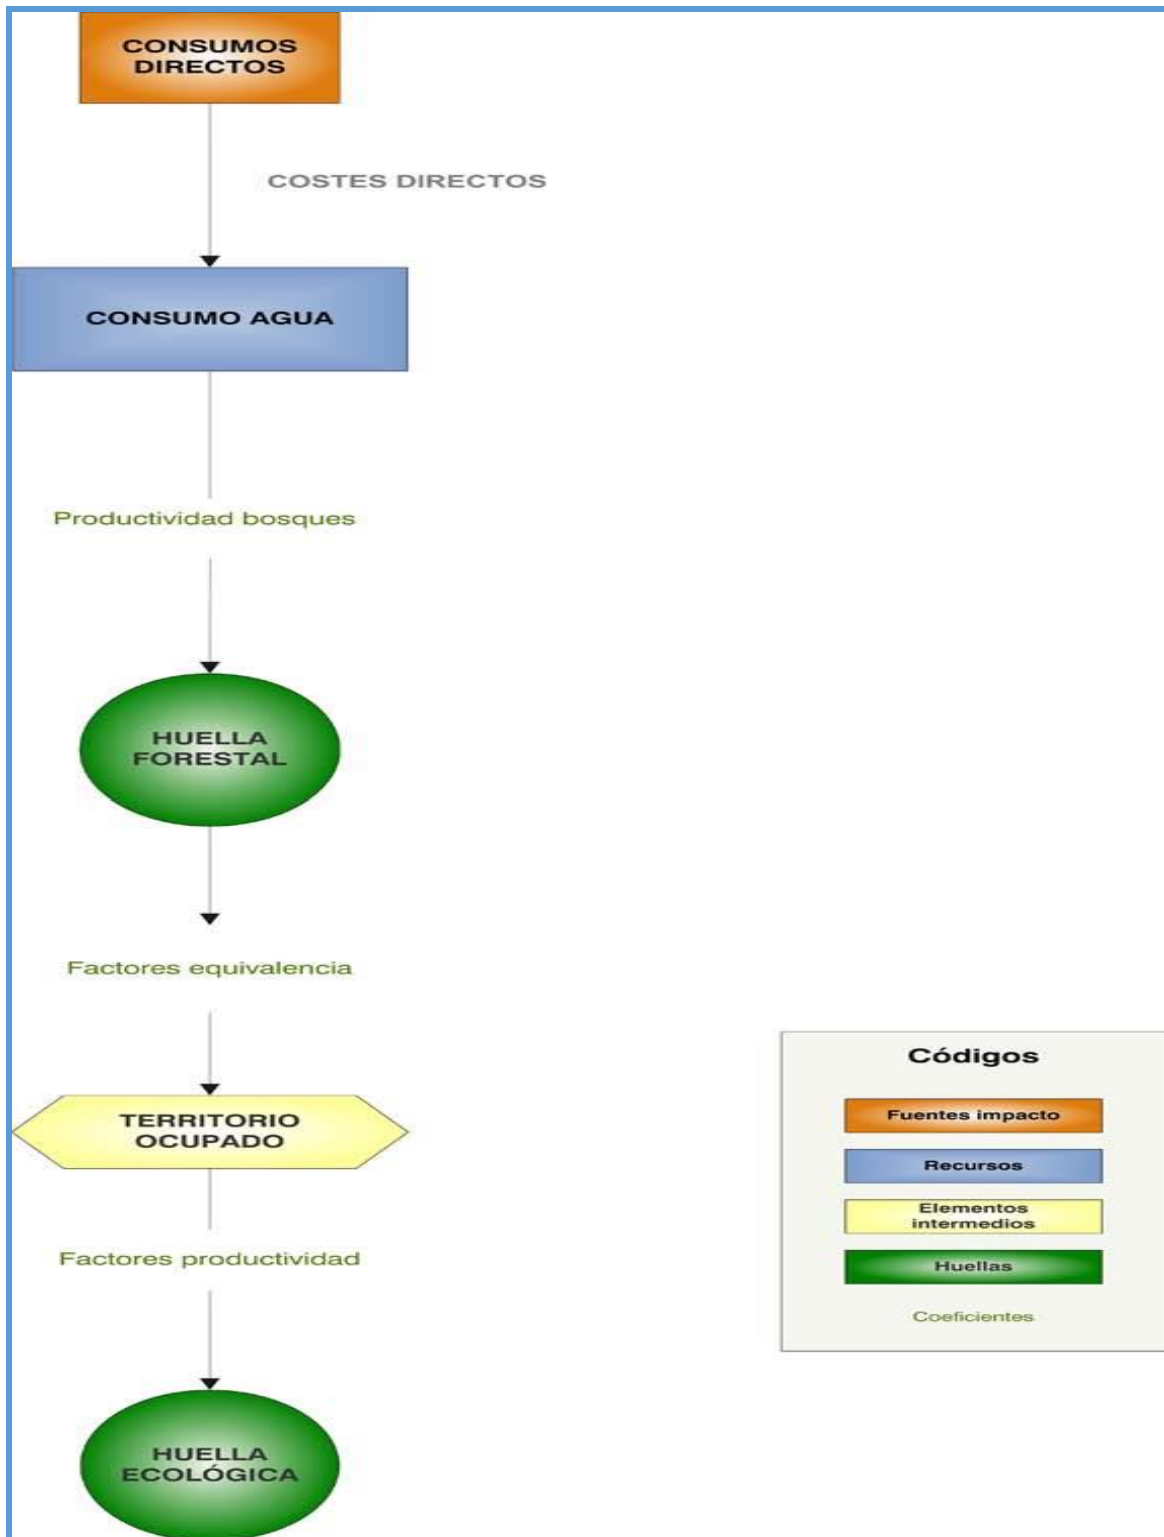 CONSUMOS
DIRECTOS
COSTES DIRECTOS
CONSUMO AGUA
Productividad bosques
HUELLA
FORESTAL
Factores equivalencia
TERRITORIO
OCUPADO
Factores productividad
HUELLA
ECOLÓGICA
Códigos
Fuentes impacto
Recursos
Elementos
intermedios
Huellas
Coeficientes